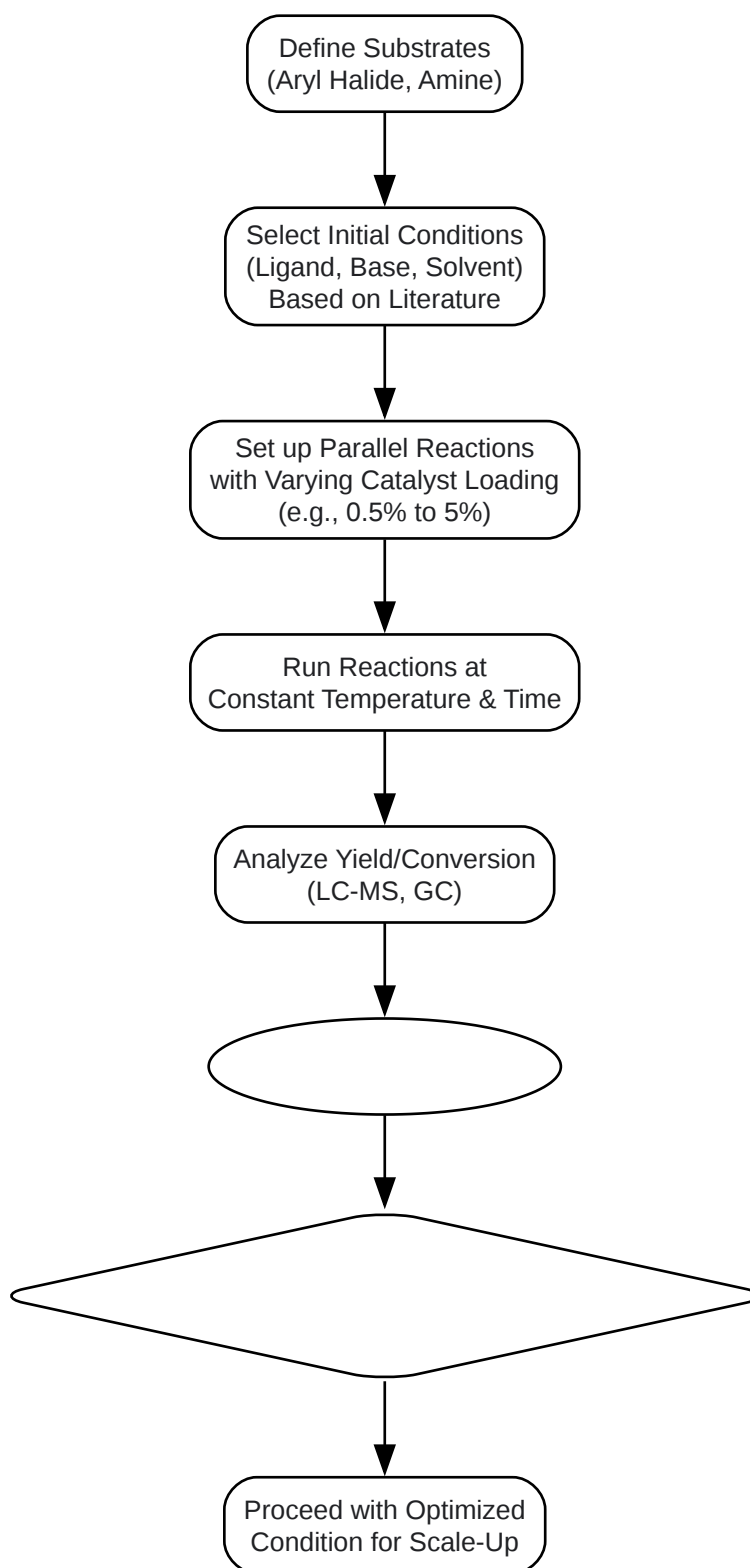 Define Substrates
(Aryl Halide, Amine)
Select Initial Conditions
(Ligand, Base, Solvent)
Based on Literature
Set up Parallel Reactions
with Varying Catalyst Loading
(e.g., 0.5% to 5%)
Run Reactions at
Constant Temperature & Time
Analyze Yield/Conversion
(LC-MS, GC)
Proceed with Optimized
Condition for Scale-Up